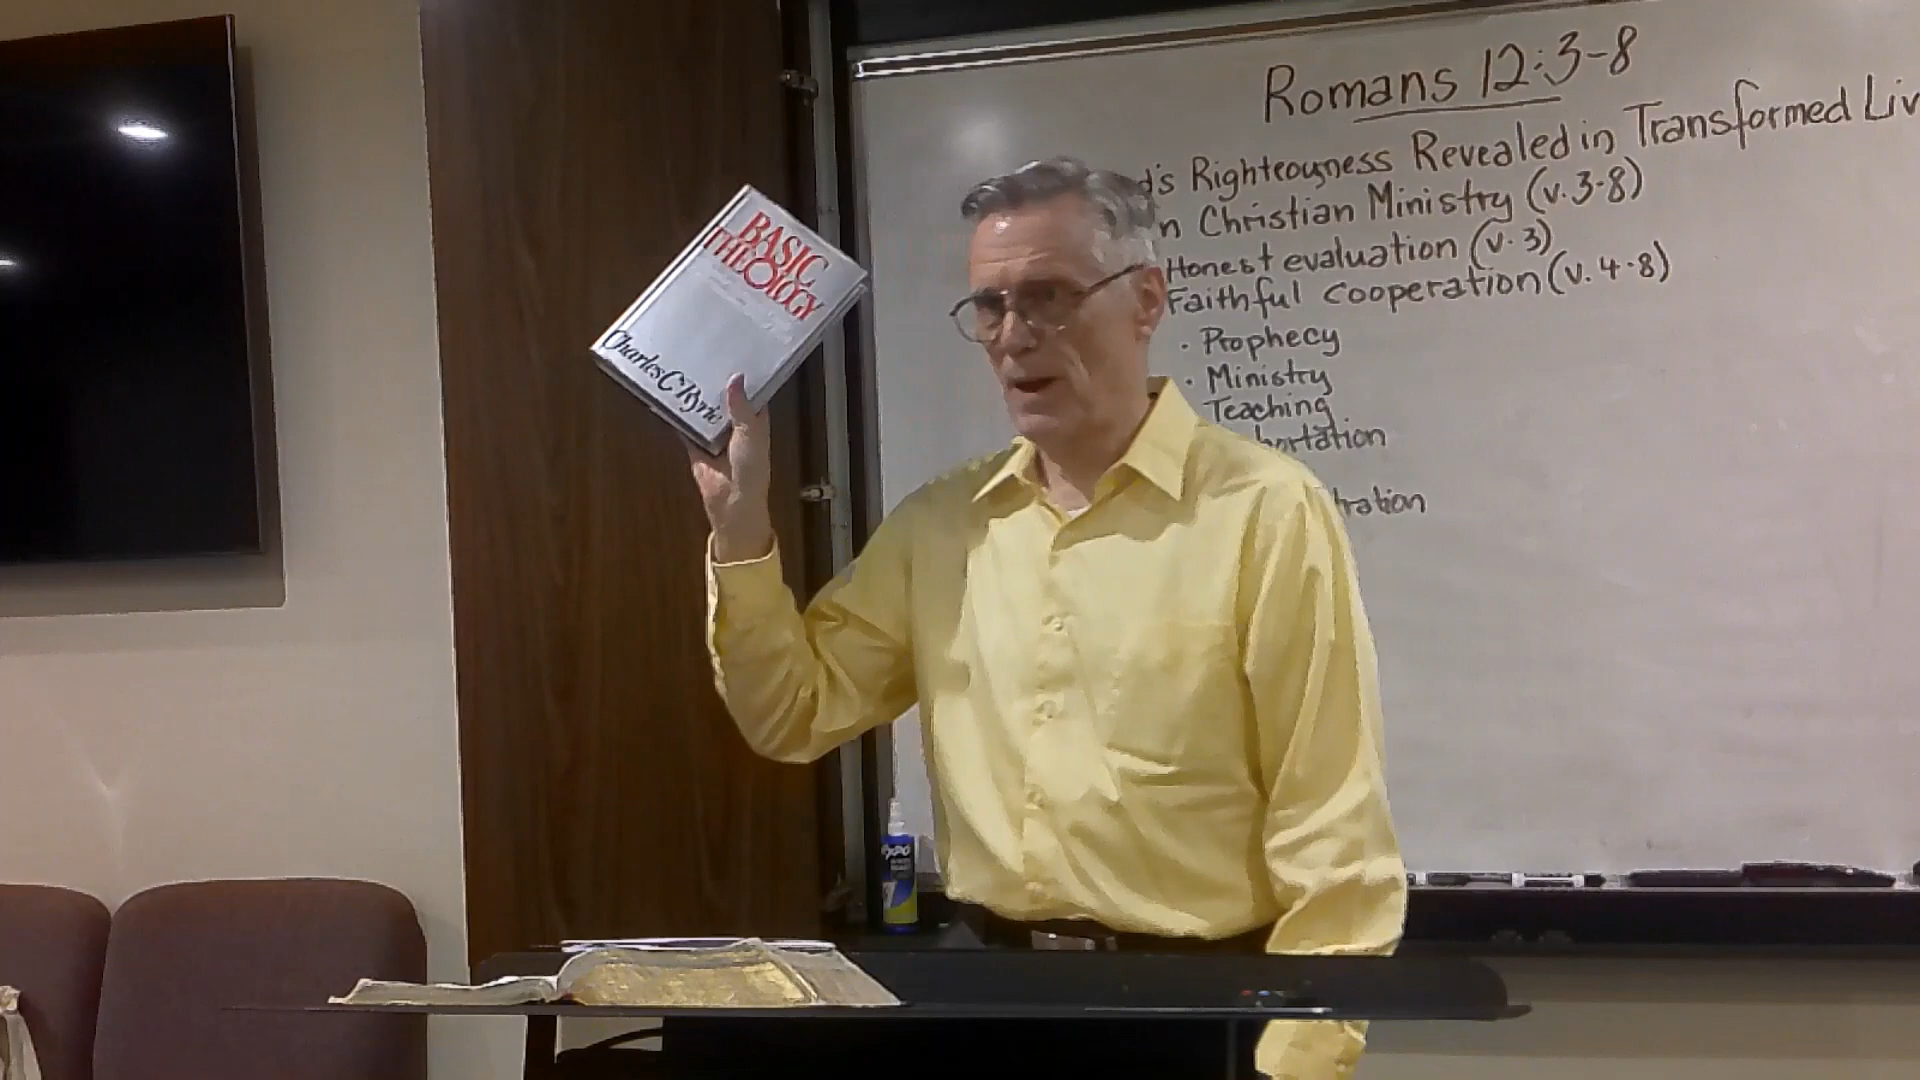 BASIC
THEOLOGY
Charles C. Ryrie
Romans 12:3-8
d's Righteousness Revealed in Transformed Liv
n Christian Ministry (v. 3-8)
Honest evaluation (v. 3)
Faithful cooperation (v. 4-8)
• Prophecy
• Ministry
Teaching
hortation
tration
EXPO